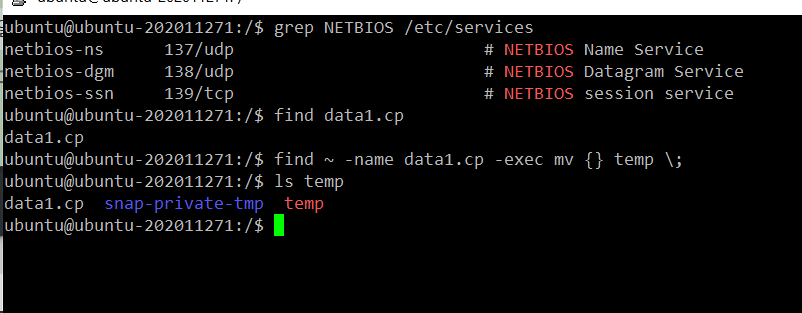 ubuntu@ubuntu-202011271:/$ grep NETBIOS /etc/services
netbios-ns      137/udp                         # NETBIOS Name Service
netbios-dgm     138/udp                         # NETBIOS Datagram Service
netbios-ssn     139/tcp                         # NETBIOS session service
ubuntu@ubuntu-202011271:/$ find data1.cp
data1.cp
ubuntu@ubuntu-202011271:/$ find ~ -name data1.cp -exec mv {} temp \;
ubuntu@ubuntu-202011271:/$ ls temp
data1.cp  snap-private-tmp  temp
ubuntu@ubuntu-202011271:/$